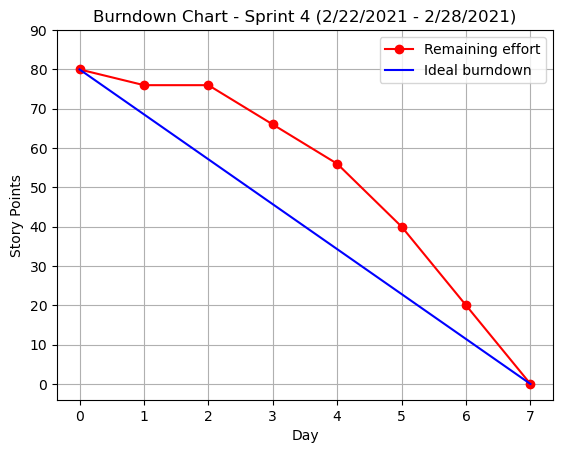 Burndown Chart - Sprint 4 (2/22/2021 - 2/28/2021)
Remaining effort
Ideal burndown
Story Points
90
80
70
60
50
40
30
20
10
0
0 1 2 3 4 5 6 7
Day